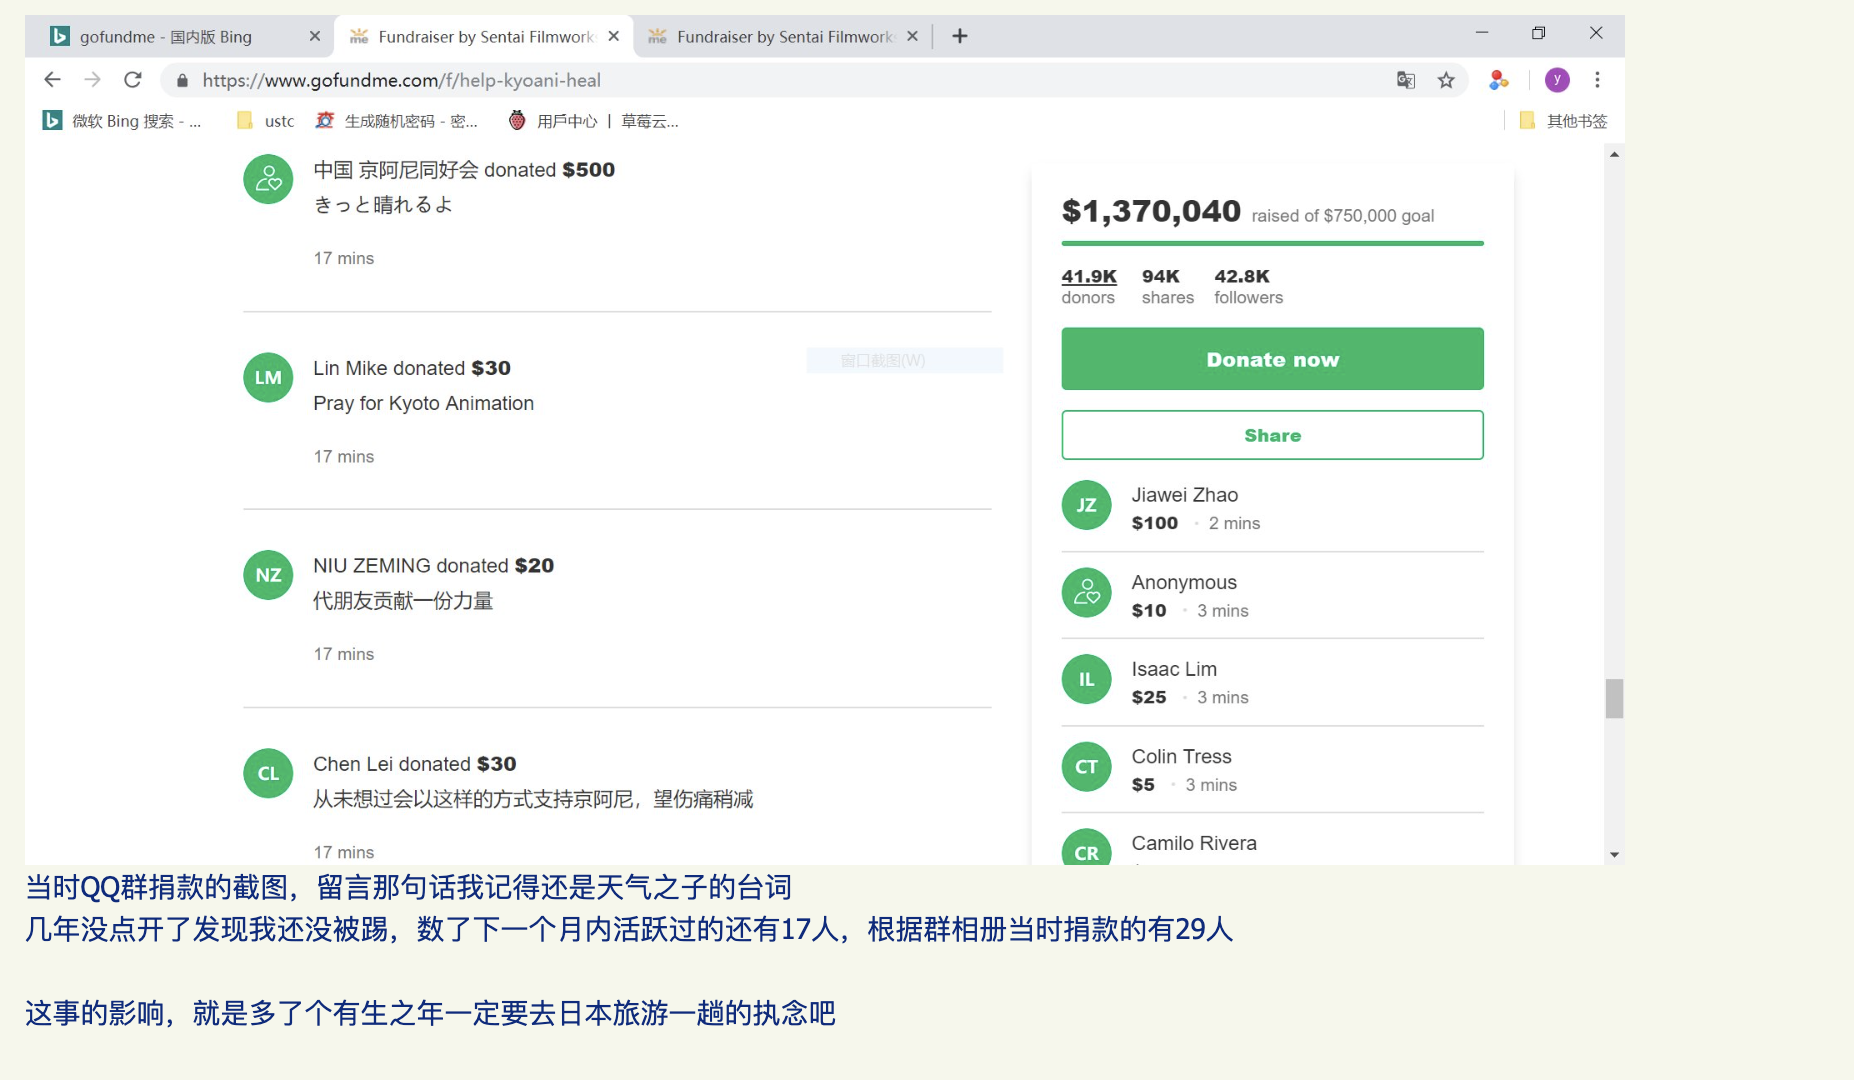 gofundme - 国内版 Bing
Fundraiser by Sentai Filmworks
Fundraiser by Sentai Filmworks
https://www.gofundme.com/f/help-kyoani-heal
y
微软 Bing 搜索 - ...
ustc
生成随机密码 - 密...
用戶中心 | 草莓云...
其他书签
中国 京阿尼同好会 donated $500
きっと晴れるよ
17 mins
LM
Lin Mike donated $30
Pray for Kyoto Animation
17 mins
窗口截图(W)
NZ
NIU ZEMING donated $20
代朋友贡献一份力量
17 mins
CL
Chen Lei donated $30
从未想过会以这样的方式支持京阿尼，望伤痛稍减
17 mins
$1,370,040 raised of $750,000 goal
41.9K 94K 42.8K
donors shares followers
Donate now
Share
JZ
Jiawei Zhao
$100 • 2 mins
Anonymous
$10 • 3 mins
IL
Isaac Lim
$25 • 3 mins
CT
Colin Tress
$5 • 3 mins
CR
Camilo Rivera
当时QQ群捐款的截图，留言那句话我记得还是天气之子的台词
几年没点开了发现我还没被踢，数了下一个月内活跃过的还有17人，根据群相册当时捐款的有29人
这事的影响，就是多了个有生之年一定要去日本旅游一趟的执念吧